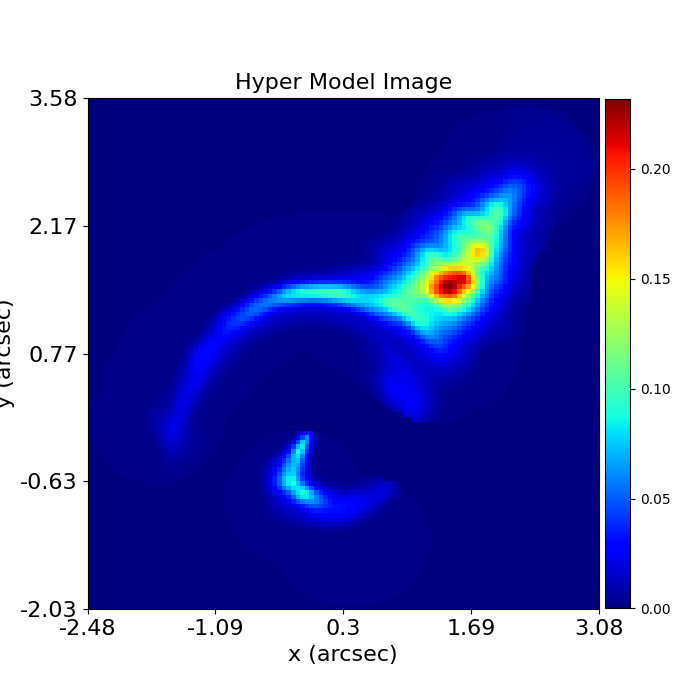 Hyper Model Image
3.58
2.17
0.77
-0.63
-2.03
y (arcsec)
-2.48 -1.09 0.3 1.69 3.08
x (arcsec)
0.20
0.15
0.10
0.05
0.00